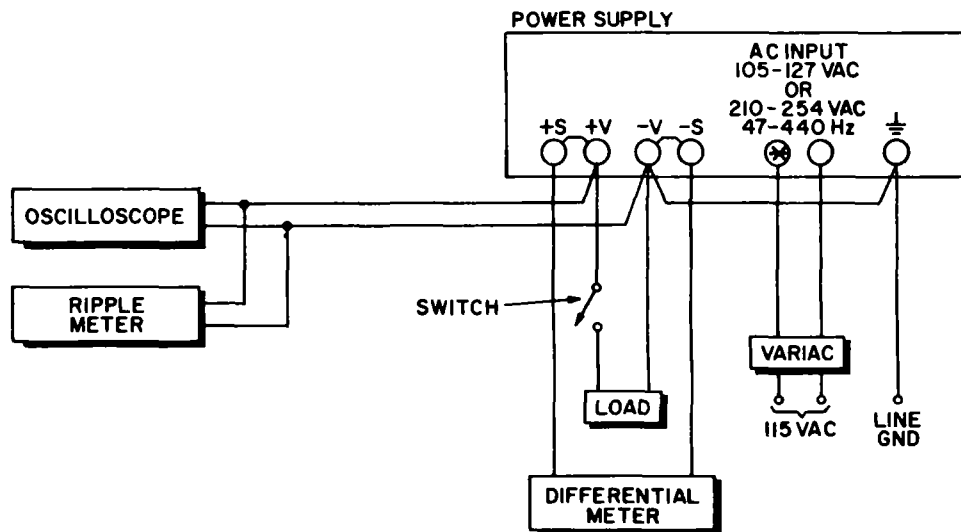 POWER SUPPLY
AC INPUT
105-127 VAC
OR
210-254 VAC
47-440 Hz
+S +V -V -S
OSCILLOSCOPE
RIPPLE
METER
SWITCH
VARIAC
LOAD
115 VAC
LINE
GND
DIFFERENTIAL
METER